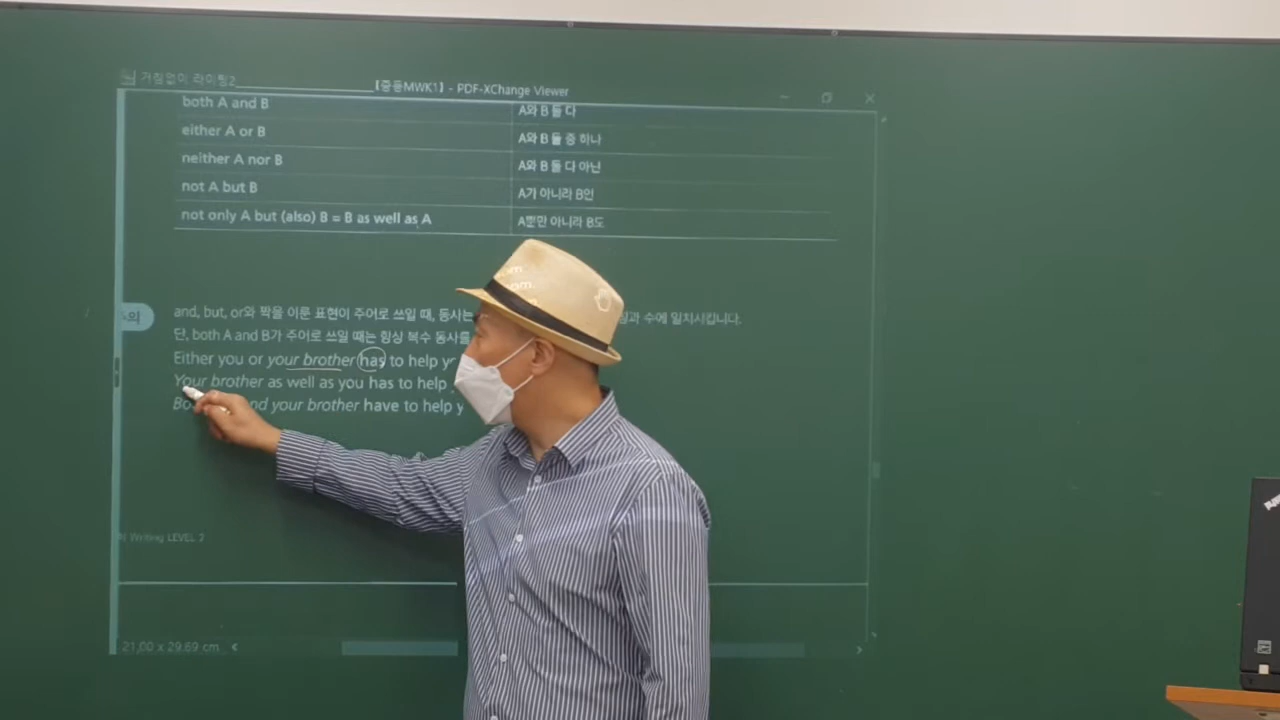 거침없이 라이팅2 【중등MWK1】 - PDF-XChange Viewer
both A and B A와 B 둘 다
either A or B A와 B 둘 중 하나
neither A nor B A와 B 둘 다 아닌
not A but B A가 아니라 B인
not only A but (also) B = B as well as A A뿐만 아니라 B도
and, but, or와 짝을 이룬 표현이 주어로 쓰일 때, 동사는 수에 일치시킵니다.
단, both A and B가 주어로 쓰일 때는 항상 복수 동사를
Either you or your brother has to help
Your brother as well as you has to help
your brother have to help
Writing LEVEL 2
21.00 x 29.69 cm